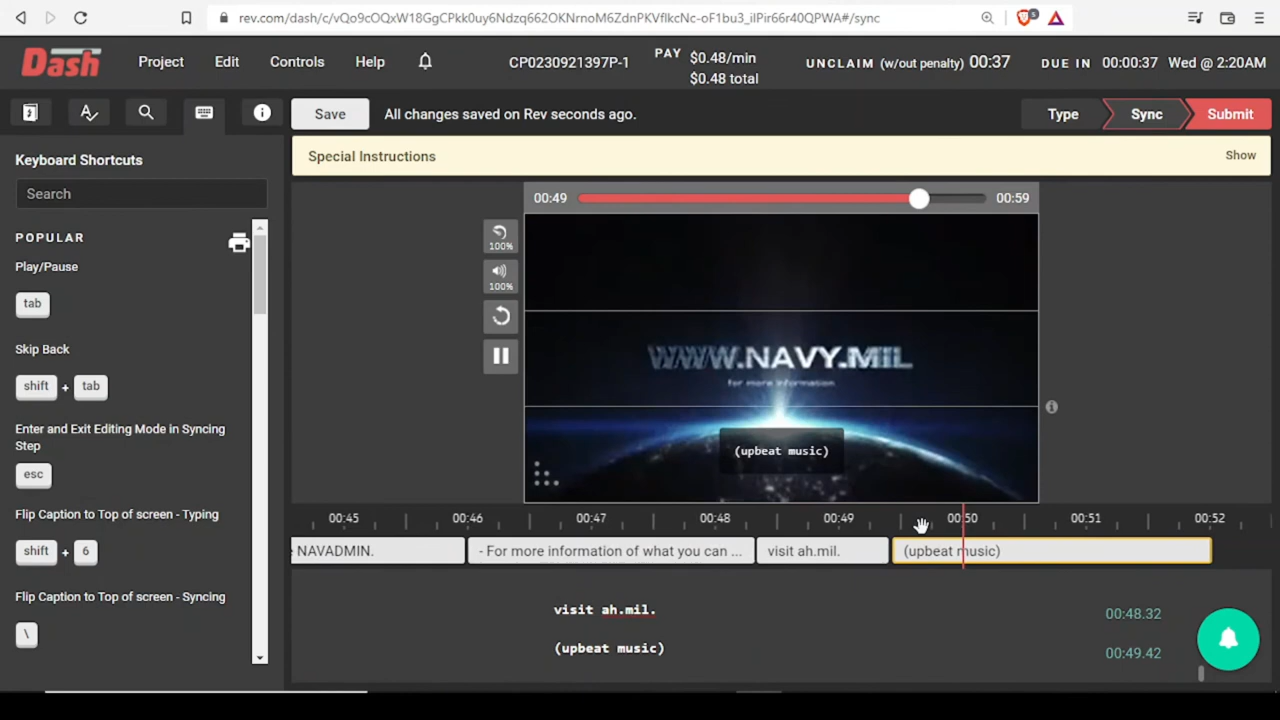 rev.com/dash/c/vQo9cOQxW18GgCPkk0uy6Ndzq662OKNrnoM6ZdnPKVflkcNc-oF1bu3_iIPir66r40QPWA#/sync
5
Dash
Project
Edit
Controls
Help
CP0230921397P-1
PAY
$0.48/min
$0.48 total
UNCLAIM (w/out penalty) 00:37
DUE IN 00:00:37 Wed @ 2:20AM
Save
All changes saved on Rev seconds ago.
Type
Sync
Submit
Special Instructions
Show
Keyboard Shortcuts
Search
POPULAR
Play/Pause
tab
Skip Back
shift + tab
Enter and Exit Editing Mode in Syncing
Step
esc
Flip Caption to Top of screen - Typing
shift + 6
Flip Caption to Top of screen - Syncing
\
00:49
00:59
100%
100%
WWW.NAVY.MIL
for more information
(upbeat music)
00:45 00:46 00:47 00:48 00:49 00:50 00:51 00:52
NAVADMIN.
- For more information of what you can ...
visit ah.mil.
(upbeat music)
visit ah.mil. 00:48.32
(upbeat music) 00:49.42